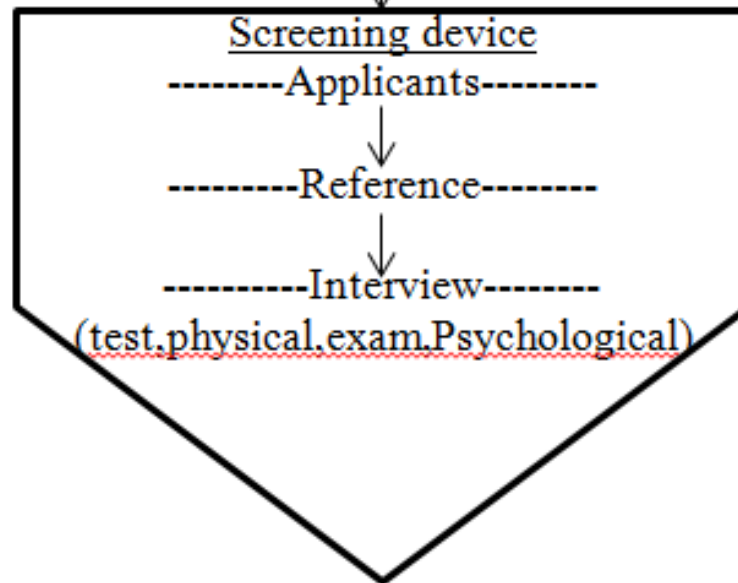 Screening device
--------Applicants--------
---------Reference--------
----------Interview--------
(test,physical,exam,Psychological)